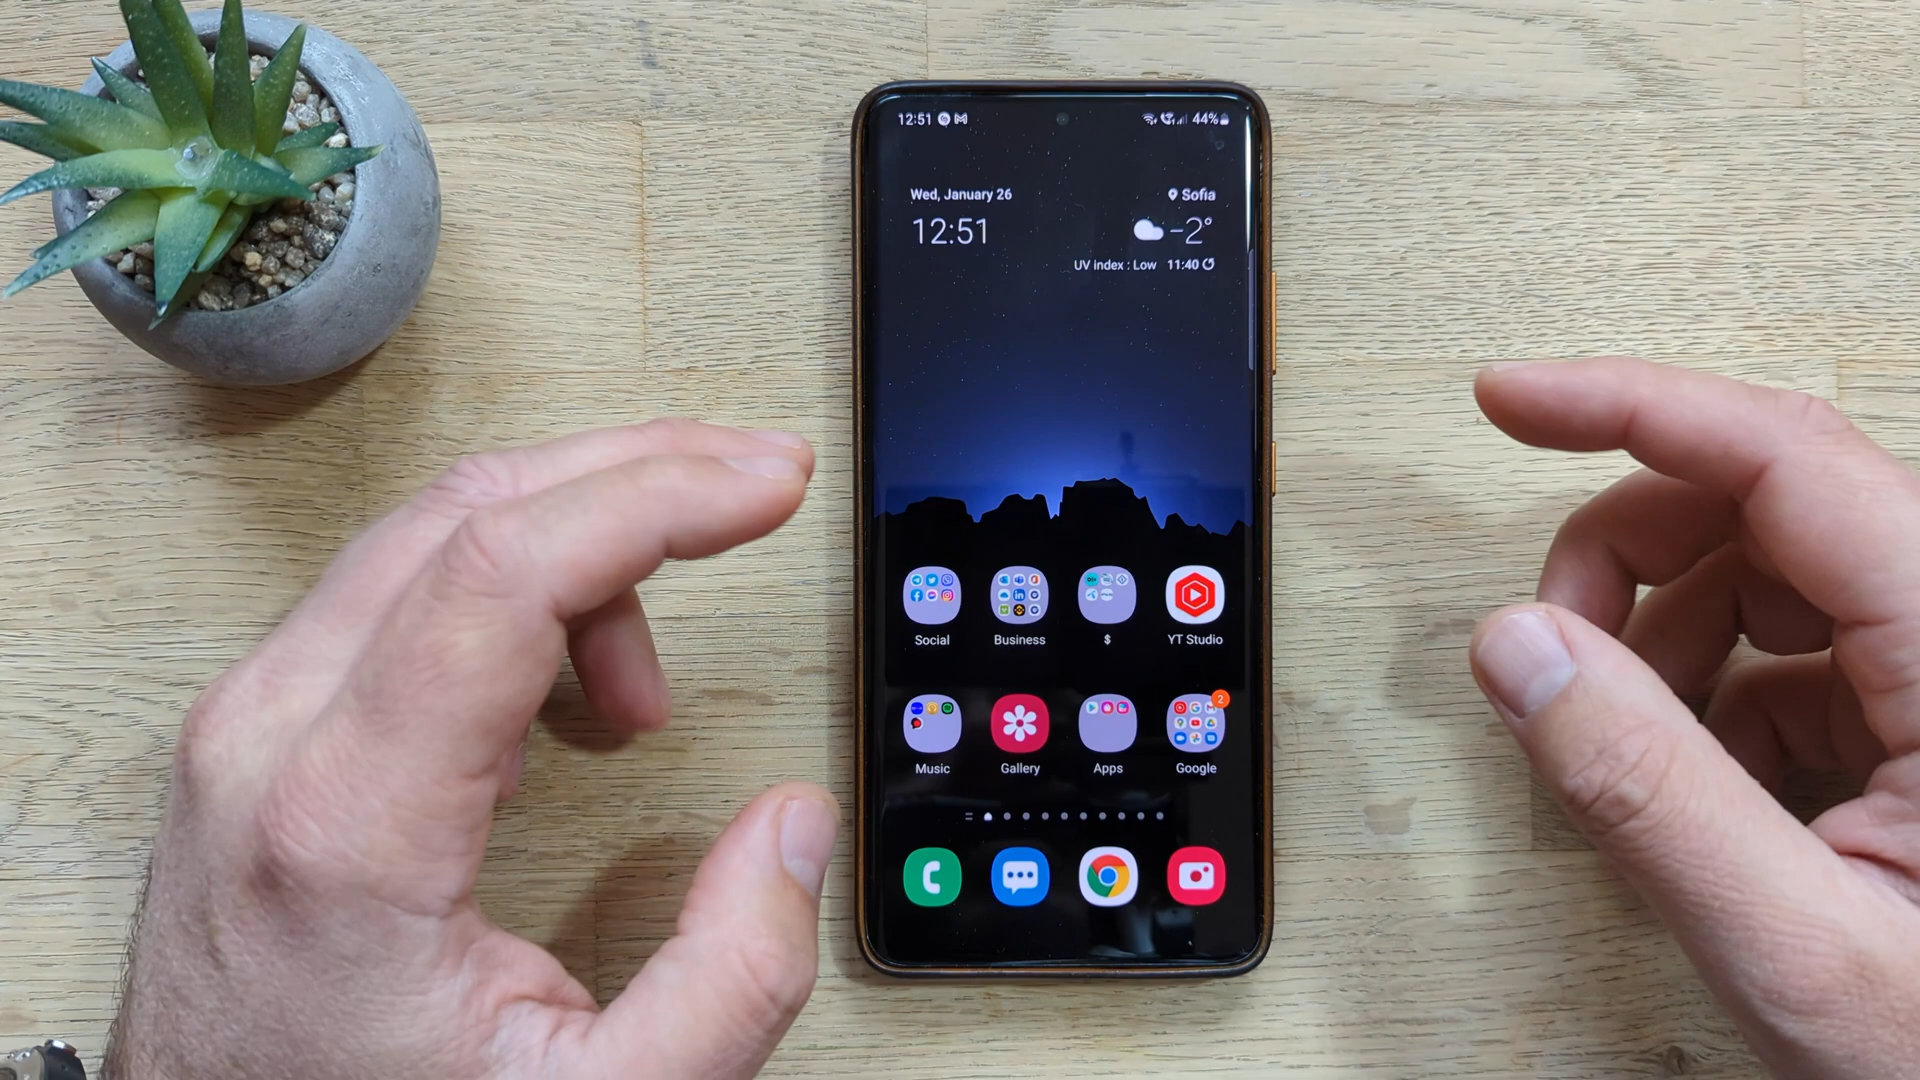 12:51 44%
Wed, January 26 Sofia
12:51 -2°
UV index : Low 11:40
Social Business $ YT Studio
2
Music Gallery Apps Google